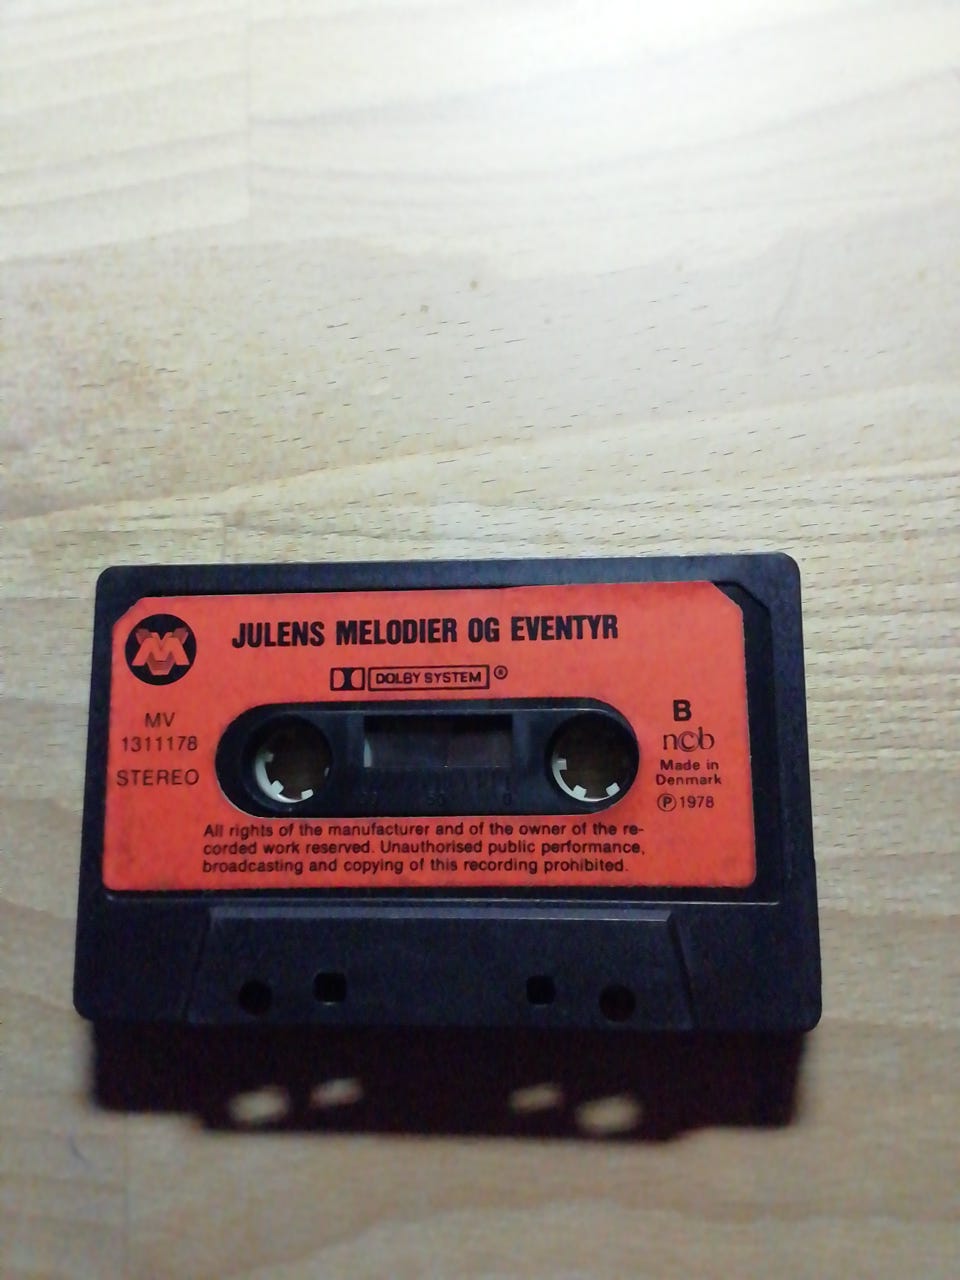 JULENS MELODIER OG EVENTYR
DOLBY SYSTEM ®
MV
1311178
STEREO
B
ncb
Made in
Denmark
Ⓟ 1978
All rights of the manufacturer and of the owner of the re-
corded work reserved. Unauthorised public performance,
broadcasting and copying of this recording prohibited.